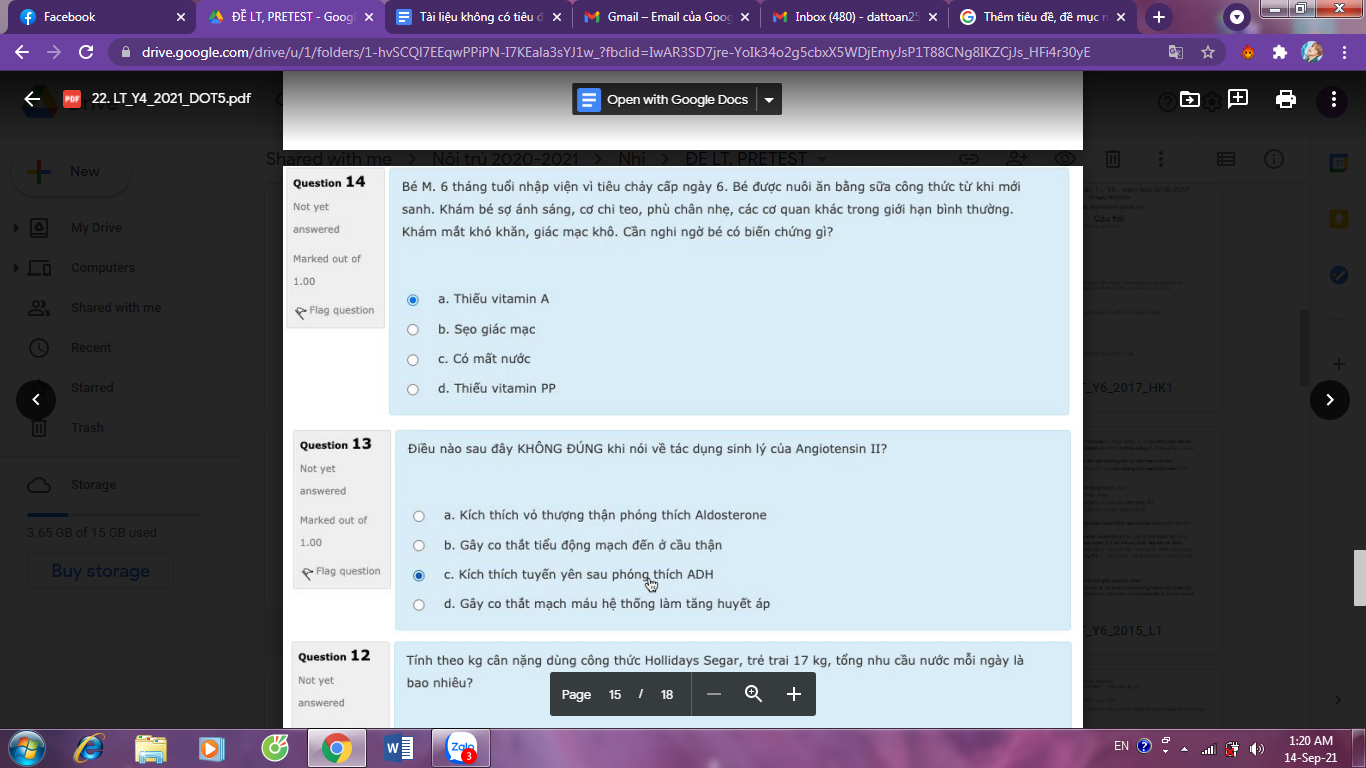 Facebook
ĐỀ LT, PRETEST - Googl
Tài liệu không có tiêu đ
Gmail – Email của Goog
Inbox (480) - dattoan25
Thêm tiêu đề, đề mục n
drive.google.com/drive/u/1/folders/1-hvSCQl7EEqwPPiPN-I7KEala3sYJ1w_?fbclid=IwAR3SD7jre-YoIk34o2g5cbxX5WDjEmyJsP1T88CNg8IKZCjJs_HFi4r30yE
PDF 22. LT_Y4_2021_DOT5.pdf
Open with Google Docs
New
Shared with me > Nội trú 2020-2021 > Nhi > ĐỀ LT, PRETEST
My Drive
Computers
Shared with me
Recent
Starred
Trash
Storage
3.65 GB of 15 GB used
Buy storage
Question 14
Not yet
answered
Marked out of
1.00
Flag question
Bé M. 6 tháng tuổi nhập viện vì tiêu chảy cấp ngày 6. Bé được nuôi ăn bằng sữa công thức từ khi mới
sanh. Khám bé sợ ánh sáng, cơ chi teo, phù chân nhẹ, các cơ quan khác trong giới hạn bình thường.
Khám mắt khó khăn, giác mạc khô. Cần nghi ngờ bé có biến chứng gì?
a. Thiếu vitamin A
b. Sẹo giác mạc
c. Có mất nước
d. Thiếu vitamin PP
Question 13
Not yet
answered
Marked out of
1.00
Flag question
Điều nào sau đây KHÔNG ĐÚNG khi nói về tác dụng sinh lý của Angiotensin II?
a. Kích thích vỏ thượng thận phóng thích Aldosterone
b. Gây co thắt tiểu động mạch đến ở cầu thận
c. Kích thích tuyến yên sau phóng thích ADH
d. Gây co thắt mạch máu hệ thống làm tăng huyết áp
Question 12
Not yet
answered
Tính theo kg cân nặng dùng công thức Hollidays Segar, trẻ trai 17 kg, tổng nhu cầu nước mỗi ngày là
bao nhiêu?
Page 15 / 18
T_Y6_2017_HK1
T_Y6_2015_L1
Câu hỏi
Zalo
3
EN
1:20 AM
14-Sep-21